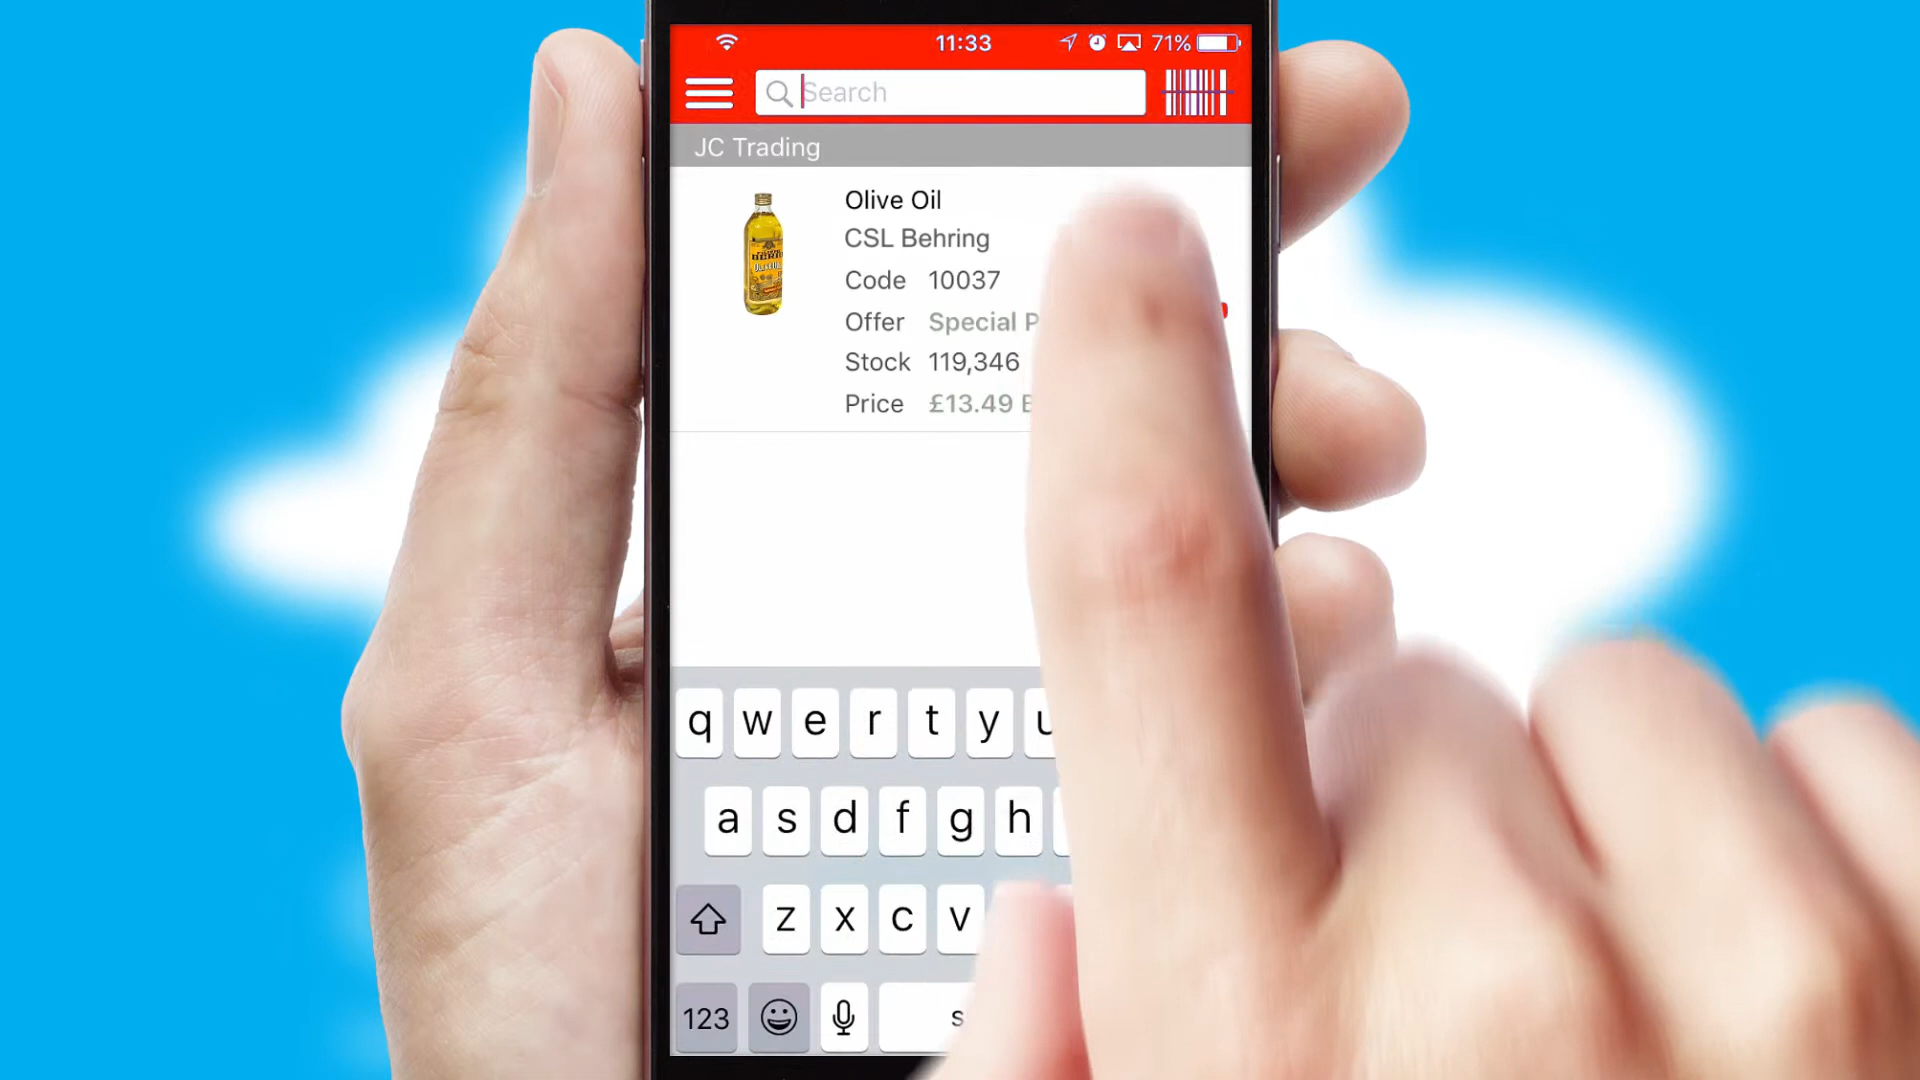 11:33 71%
Search
JC Trading
Olive Oil
CSL Behring
Code 10037
Offer Special P
Stock 119,346
Price £13.49 E
q w e r t y u
a s d f g h
z x c v
123 s